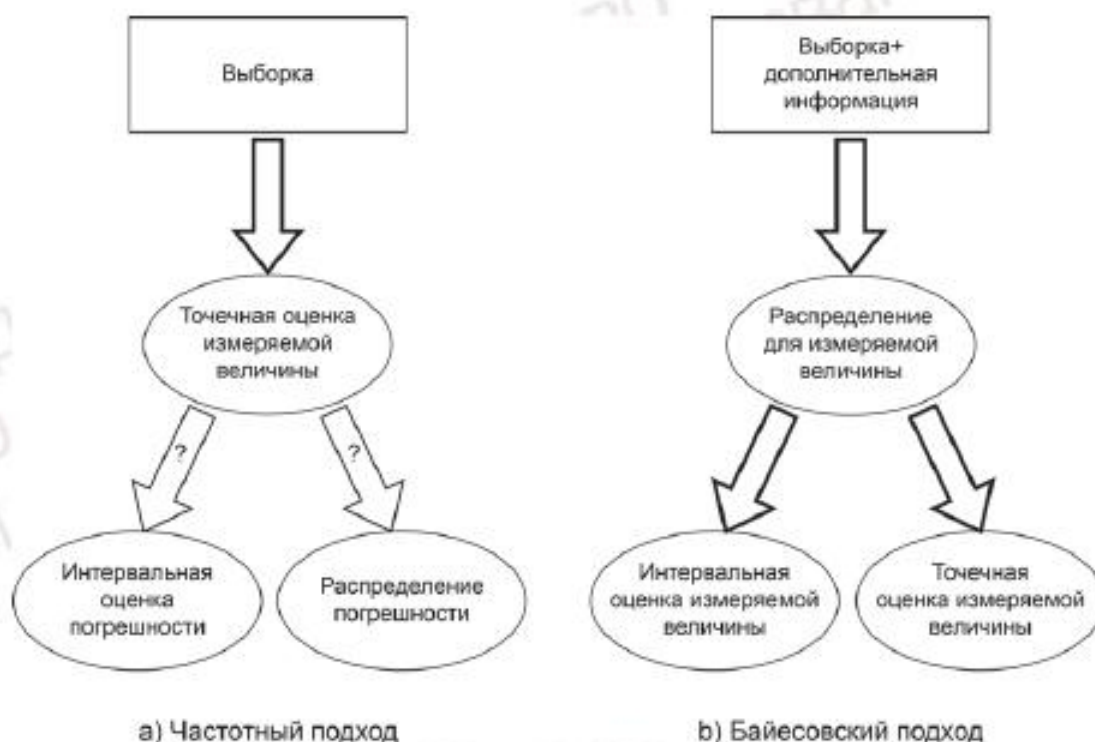 Выборка
Точечная оценка
измеряемой
величины
?
?
Интервальная
оценка
погрешности
Распределение
погрешности
а) Частотный подход
Выборка+
дополнительная
информация
Распределение
для измеряемой
величины
Интервальная
оценка измеряемой
величины
Точечная
оценка измеряемой
величины
b) Байесовский подход